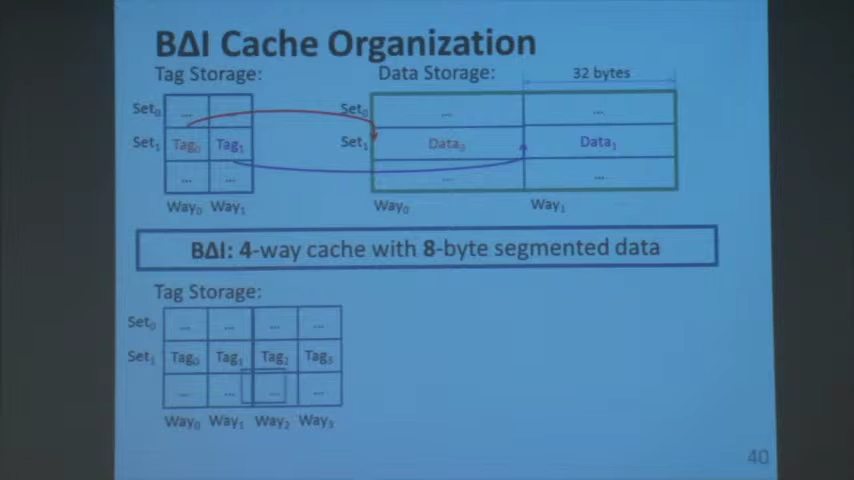 BΔI Cache Organization
Tag Storage: Data Storage: 32 bytes
Set₀ ... ... Set₀ ... ...
Set₁ Tag₀ Tag₁ Set₁ Data₀ Data₁
... ... ... ...
Way₀ Way₁ Way₀ Way₁
BΔI: 4-way cache with 8-byte segmented data
Tag Storage:
Set₀ ... ... ... ...
Set₁ Tag₀ Tag₁ Tag₂ Tag₃
... ... ... ...
Way₀ Way₁ Way₂ Way₃
40